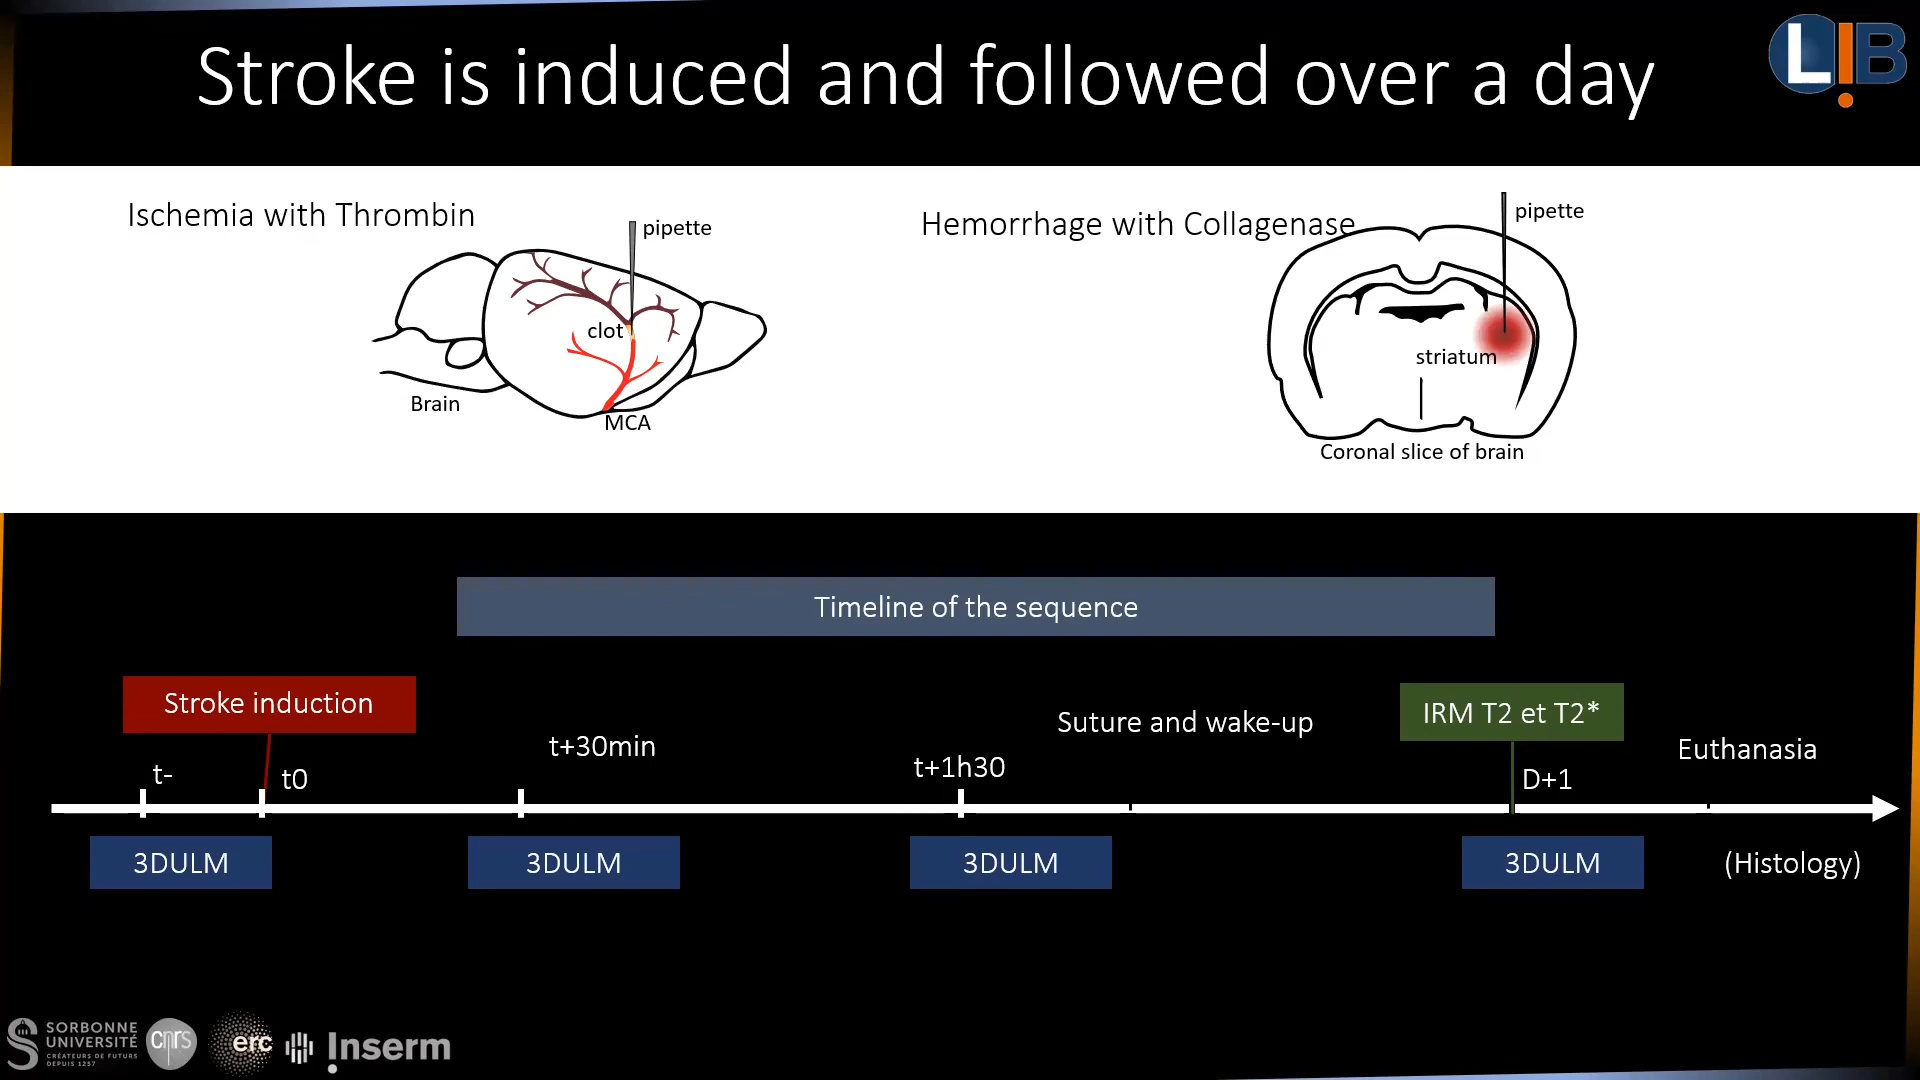 Stroke is induced and followed over a day
LIB
Ischemia with Thrombin
pipette
clot
Brain
MCA
Hemorrhage with Collagenase
pipette
striatum
Coronal slice of brain
Timeline of the sequence
Stroke induction
t-
t0
t+30min
t+1h30
Suture and wake-up
IRM T2 et T2*
D+1
Euthanasia
3DULM
3DULM
3DULM
3DULM
(Histology)
SORBONNE
UNIVERSITÉ
CRÉATEURS DE FUTURS
DEPUIS 1257
cnrs
erc
Inserm